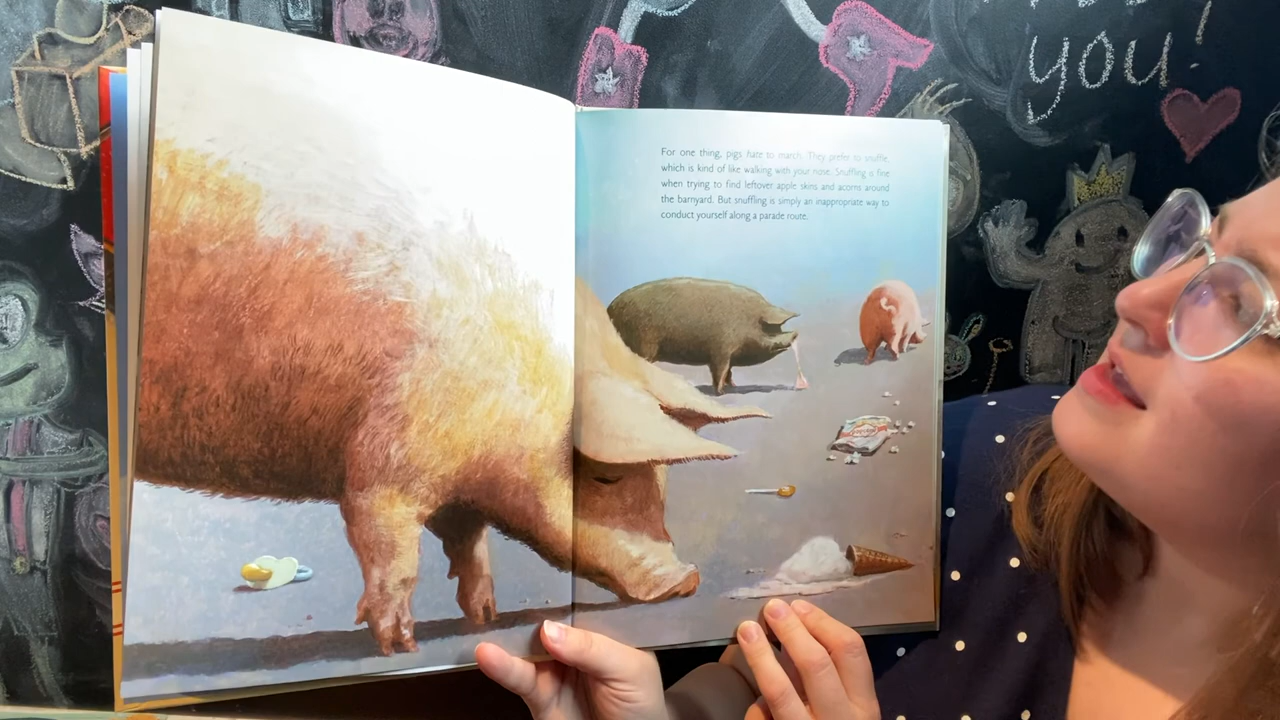 you!
For one thing, pigs hate to march. They prefer to snuffle,
which is kind of like walking with your nose. Snuffling is fine
when trying to find leftover apple skins and acorns around
the barnyard. But snuffling is simply an inappropriate way to
conduct yourself along a parade route.